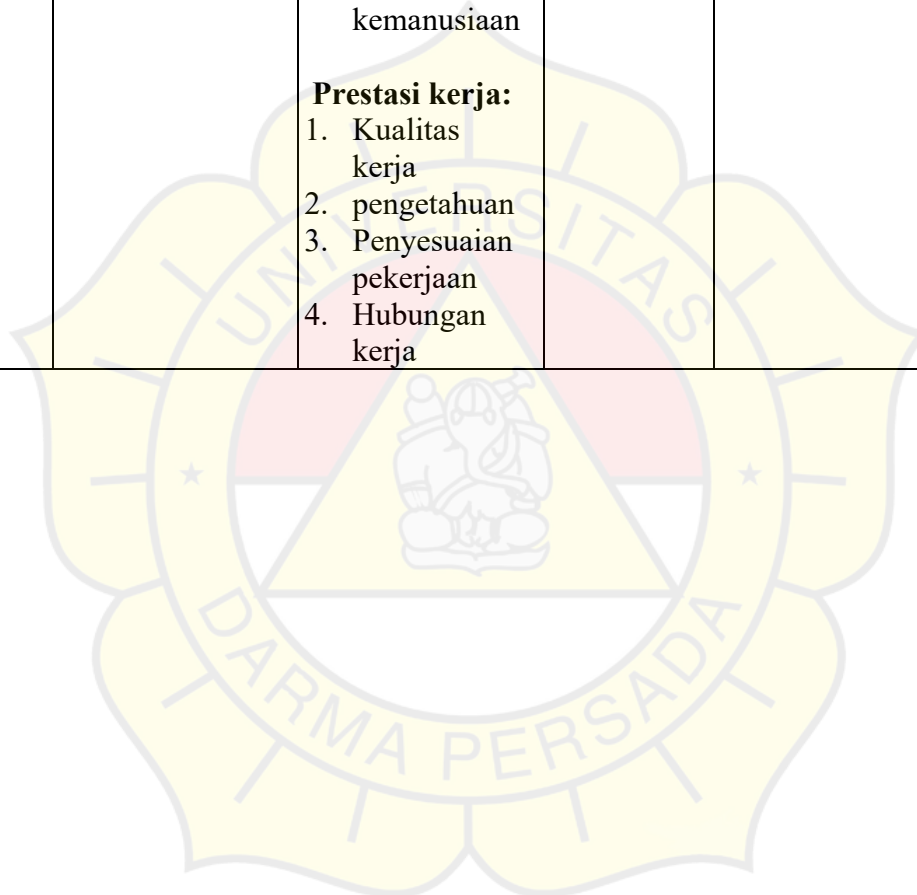 kemanusiaan
Prestasi kerja:
1. Kualitas
kerja
2. pengetahuan
3. Penyesuaian
pekerjaan
4. Hubungan
kerja
UNIVERSITAS
DARMA PERSADA